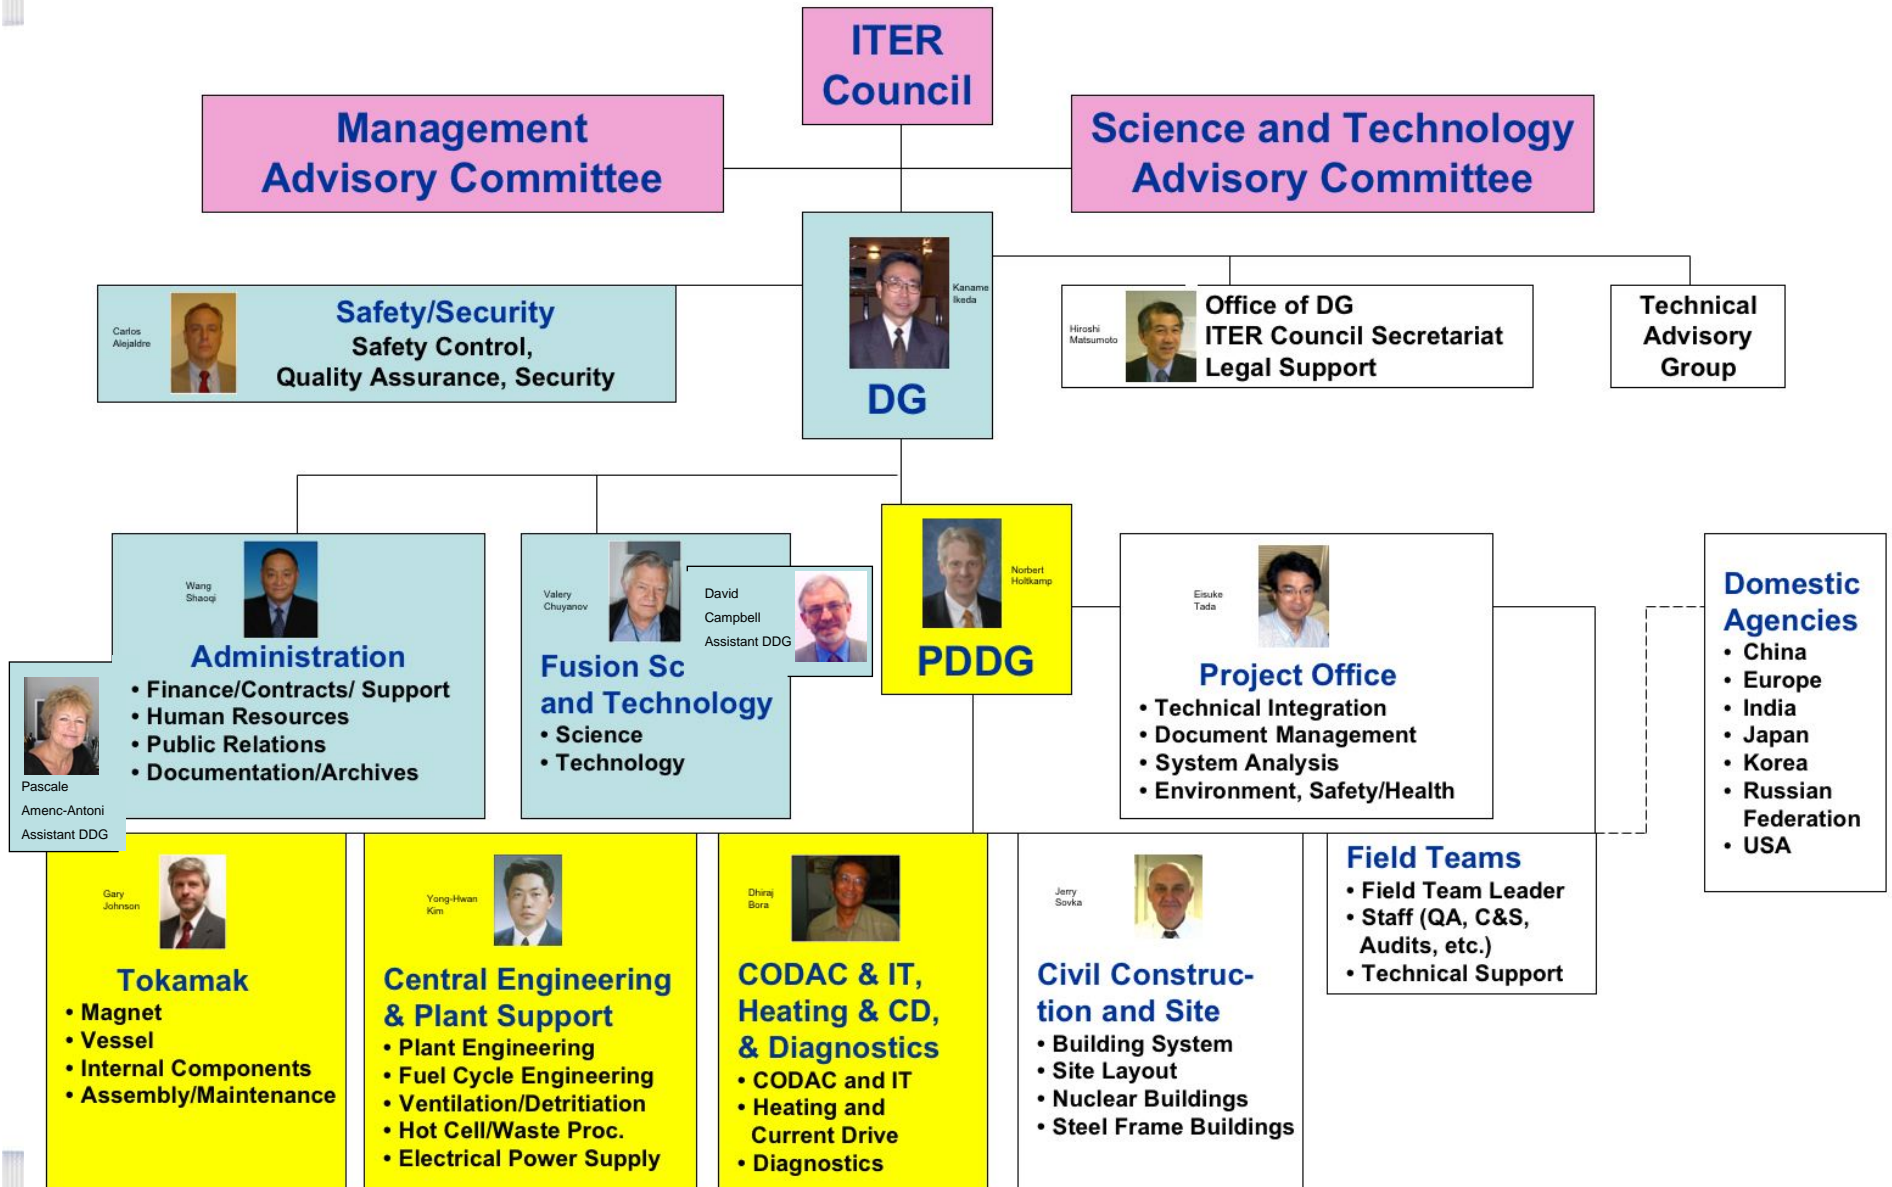 ITER
Council
Management
Advisory Committee
Science and Technology
Advisory Committee
Kaname
Ikeda
DG
Carlos
Alejaldre
Safety/Security
Safety Control,
Quality Assurance, Security
Hiroshi
Matsumoto
Office of DG
ITER Council Secretariat
Legal Support
Technical
Advisory
Group
Wang
Shaoqi
Administration
• Finance/Contracts/ Support
• Human Resources
• Public Relations
• Documentation/Archives
Pascale
Amenc-Antoni
Assistant DDG
Valery
Chuyanov
Fusion Sc
and Technology
• Science
• Technology
David
Campbell
Assistant DDG
Norbert
Holtkamp
PDDG
Eisuke
Tada
Project Office
• Technical Integration
• Document Management
• System Analysis
• Environment, Safety/Health
Domestic
Agencies
• China
• Europe
• India
• Japan
• Korea
• Russian
Federation
• USA
Gary
Johnson
Tokamak
• Magnet
• Vessel
• Internal Components
• Assembly/Maintenance
Yong-Hwan
Kim
Central Engineering
& Plant Support
• Plant Engineering
• Fuel Cycle Engineering
• Ventilation/Detritiation
• Hot Cell/Waste Proc.
• Electrical Power Supply
Dhiraj
Bora
CODAC & IT,
Heating & CD,
& Diagnostics
• CODAC and IT
• Heating and
Current Drive
• Diagnostics
Jerry
Sovka
Civil Construc-
tion and Site
• Building System
• Site Layout
• Nuclear Buildings
• Steel Frame Buildings
Field Teams
• Field Team Leader
• Staff (QA, C&S,
Audits, etc.)
• Technical Support